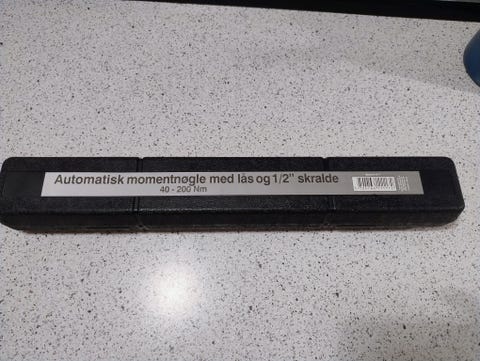 Automatisk momentnøgle med lås og 1/2" skralde
40 - 200 Nm